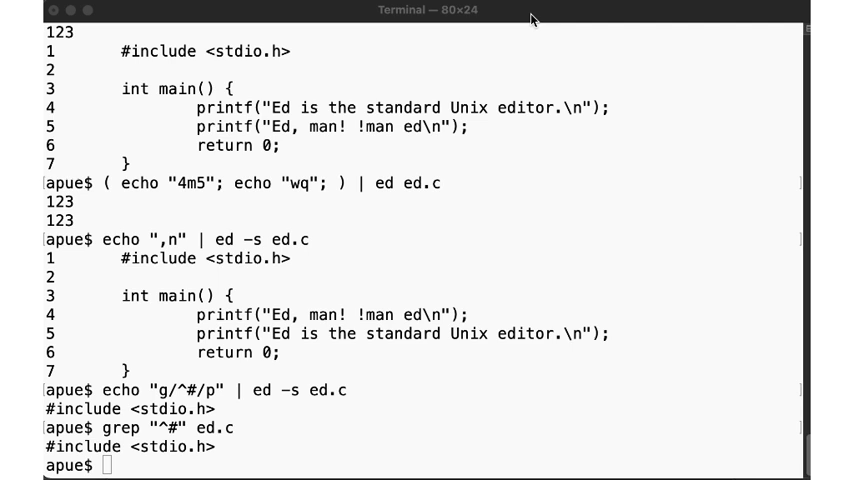 Terminal — 80×24
123
1 #include <stdio.h>
2
3 int main() {
4 printf("Ed is the standard Unix editor.\n");
5 printf("Ed, man! !man ed\n");
6 return 0;
7 }
apue$ ( echo "4m5"; echo "wq"; ) | ed ed.c
123
123
apue$ echo ",n" | ed -s ed.c
1 #include <stdio.h>
2
3 int main() {
4 printf("Ed, man! !man ed\n");
5 printf("Ed is the standard Unix editor.\n");
6 return 0;
7 }
apue$ echo "g/^#/p" | ed -s ed.c
#include <stdio.h>
apue$ grep "^#" ed.c
#include <stdio.h>
apue$